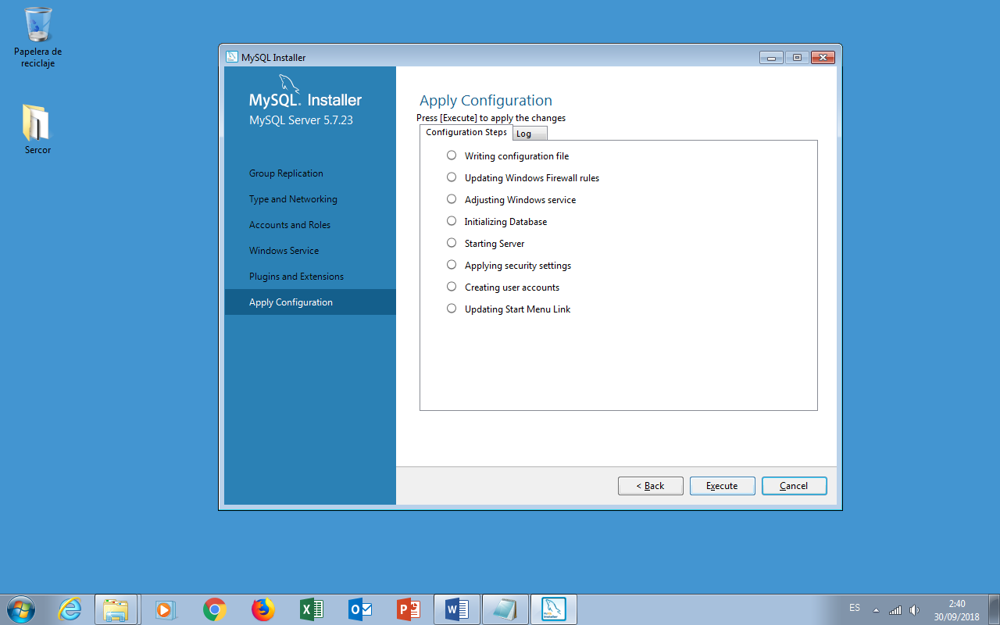 Papelera de
reciclaje
Sercor
MySQL Installer
MySQL® Installer
MySQL Server 5.7.23
Group Replication
Type and Networking
Accounts and Roles
Windows Service
Plugins and Extensions
Apply Configuration
Apply Configuration
Press [Execute] to apply the changes
Configuration Steps
Log
Writing configuration file
Updating Windows Firewall rules
Adjusting Windows service
Initializing Database
Starting Server
Applying security settings
Creating user accounts
Updating Start Menu Link
< Back
Execute
Cancel
ES
2:40
30/09/2018